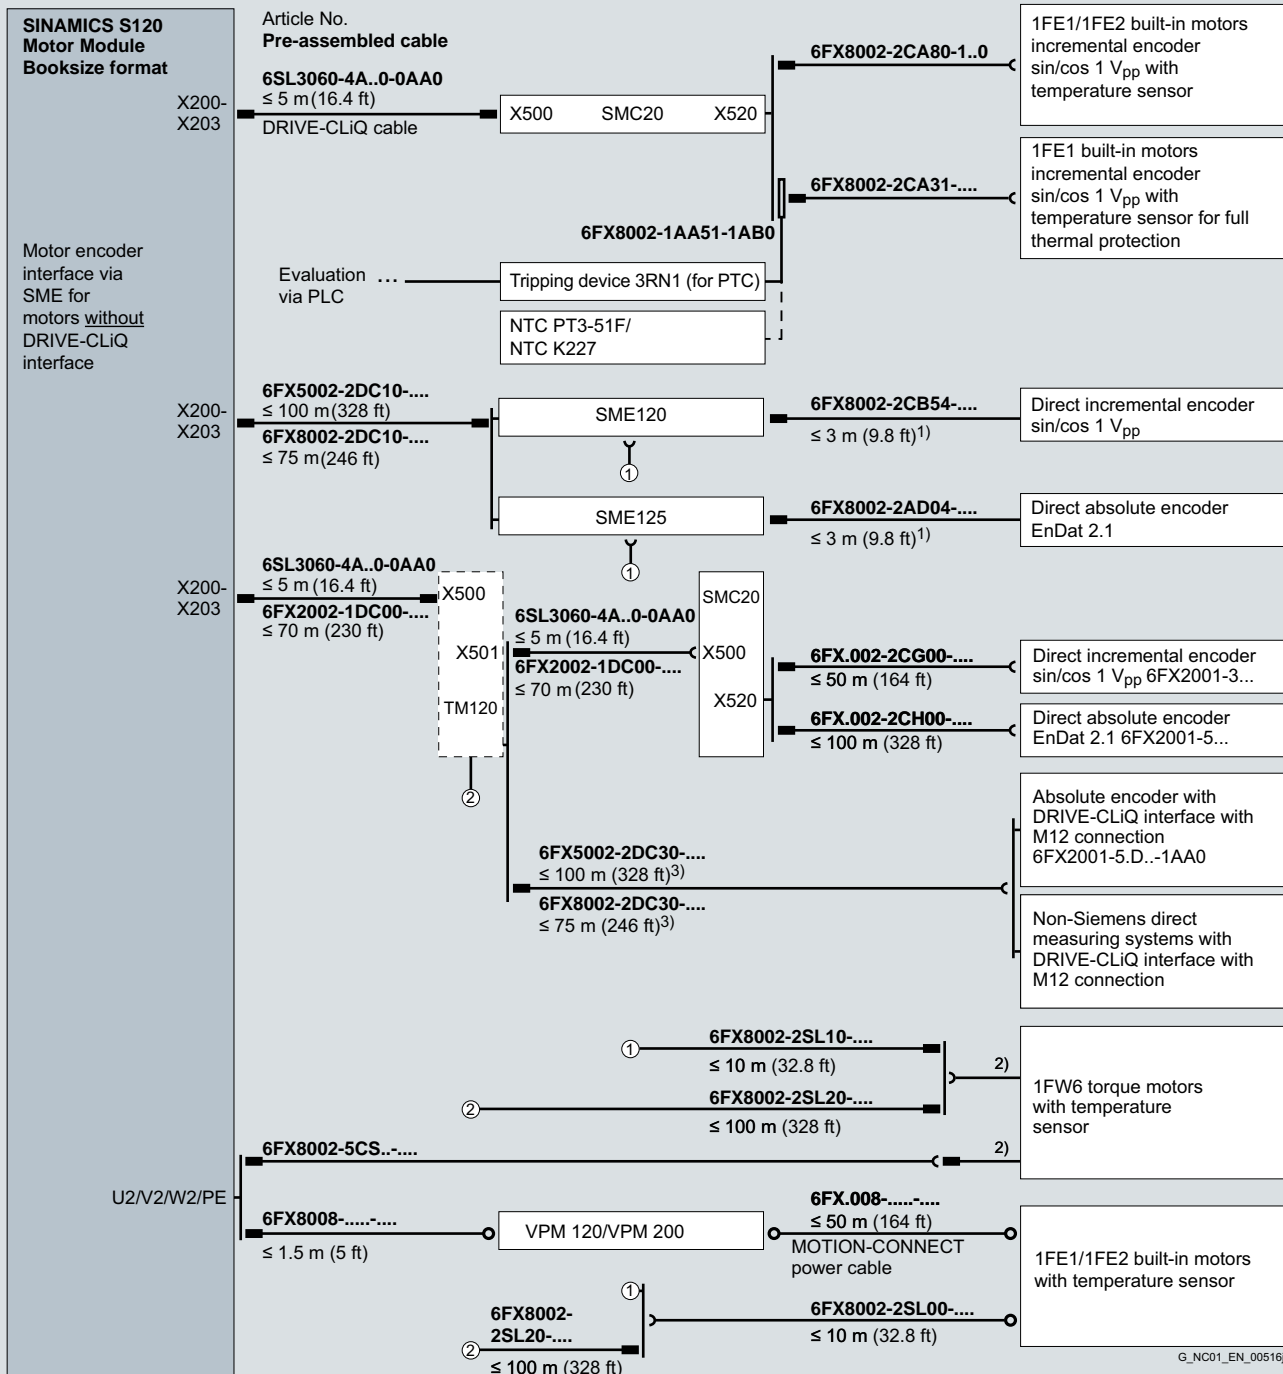 SINAMICS S120
Motor Module
Booksize format
Article No.
Pre-assembled cable
6SL3060-4A..0-0AA0
≤ 5 m (16.4 ft)
DRIVE-CLiQ cable
X200-
X203
X500 SMC20 X520
6FX8002-2CA80-1..0
1FE1/1FE2 built-in motors
incremental encoder
sin/cos 1 Vpp with
temperature sensor
6FX8002-2CA31-....
1FE1 built-in motors
incremental encoder
sin/cos 1 Vpp with
temperature sensor for full
thermal protection
6FX8002-1AA51-1AB0
Motor encoder
interface via
SME for
motors without
DRIVE-CLiQ
interface
Evaluation ...
via PLC
Tripping device 3RN1 (for PTC)
NTC PT3-51F/
NTC K227
X200-
X203
6FX5002-2DC10-....
≤ 100 m (328 ft)
6FX8002-2DC10-....
≤ 75 m (246 ft)
SME120
1
6FX8002-2CB54-....
≤ 3 m (9.8 ft)1)
Direct incremental encoder
sin/cos 1 Vpp
SME125
1
6FX8002-2AD04-....
≤ 3 m (9.8 ft)1)
Direct absolute encoder
EnDat 2.1
X200-
X203
6SL3060-4A..0-0AA0
≤ 5 m (16.4 ft)
6FX2002-1DC00-....
≤ 70 m (230 ft)
X500
X501
TM120
2
6SL3060-4A..0-0AA0
≤ 5 m (16.4 ft)
6FX2002-1DC00-....
≤ 70 m (230 ft)
SMC20
X500
X520
6FX.002-2CG00-....
≤ 50 m (164 ft)
Direct incremental encoder
sin/cos 1 Vpp 6FX2001-3...
6FX.002-2CH00-....
≤ 100 m (328 ft)
Direct absolute encoder
EnDat 2.1 6FX2001-5...
6FX5002-2DC30-....
≤ 100 m (328 ft)3)
6FX8002-2DC30-....
≤ 75 m (246 ft)3)
Absolute encoder with
DRIVE-CLiQ interface with
M12 connection
6FX2001-5.D..-1AA0
Non-Siemens direct
measuring systems with
DRIVE-CLiQ interface with
M12 connection
1
6FX8002-2SL10-....
≤ 10 m (32.8 ft)
2
6FX8002-2SL20-....
≤ 100 m (328 ft)
2)
1FW6 torque motors
with temperature
sensor
6FX8002-5CS..-....
2)
U2/V2/W2/PE
6FX8008-.....-....
≤ 1.5 m (5 ft)
VPM 120/VPM 200
6FX.008-.....-....
≤ 50 m (164 ft)
MOTION-CONNECT
power cable
1FE1/1FE2 built-in motors
with temperature sensor
1
6FX8002-
2SL20-....
2
≤ 100 m (328 ft)
6FX8002-2SL00-....
≤ 10 m (32.8 ft)